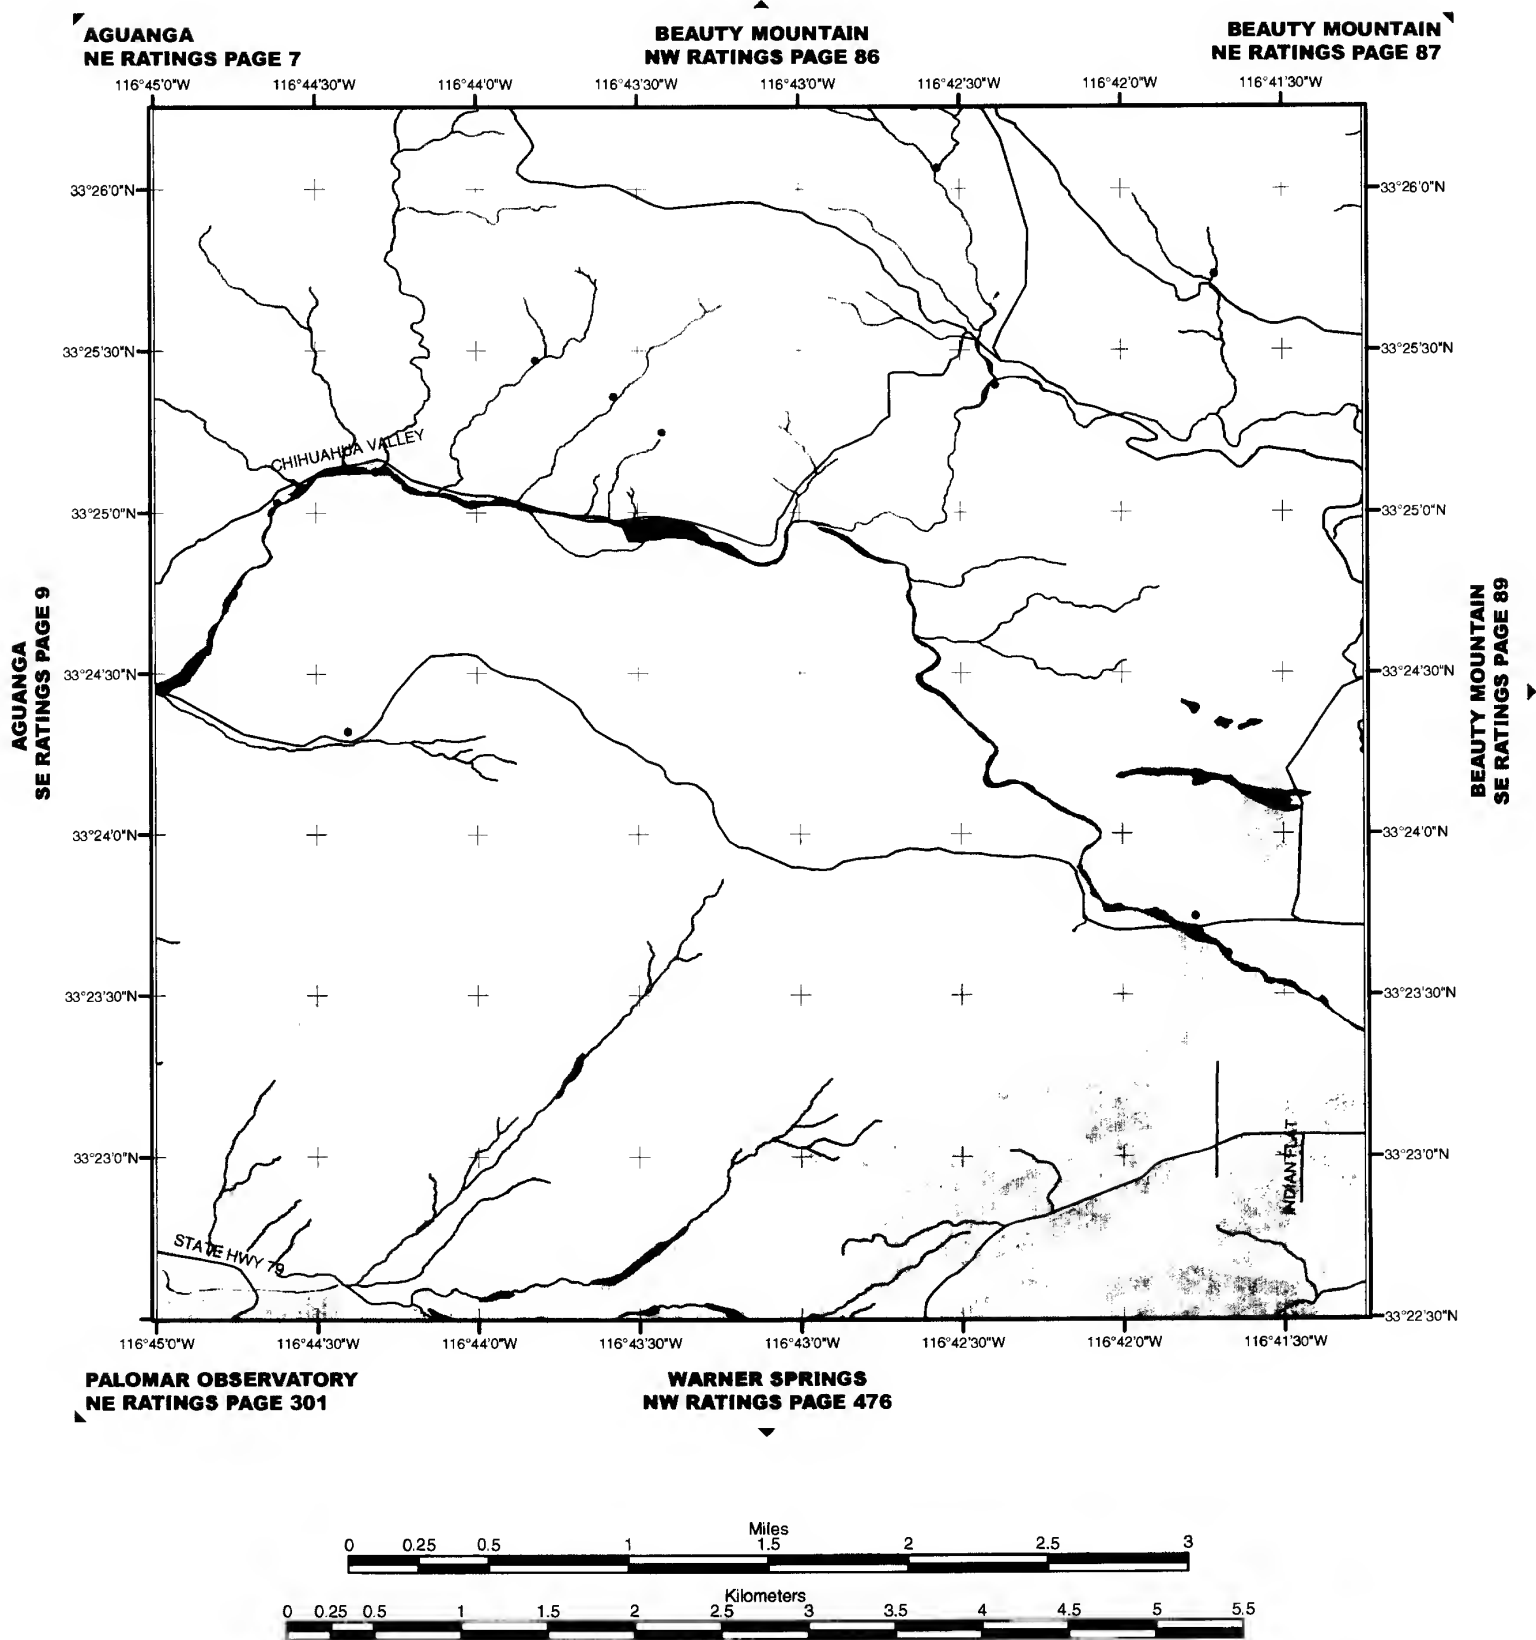 AGUANGA
NE RATINGS PAGE 7
BEAUTY MOUNTAIN
NW RATINGS PAGE 86
BEAUTY MOUNTAIN
NE RATINGS PAGE 87
116°45'0"W
116°44'30"W
116°44'0"W
116°43'30"W
116°43'0"W
116°42'30"W
116°42'0"W
116°41'30"W
33°26'0"N
33°26'0"N
33°25'30"N
33°25'30"N
CHIHUAHUA VALLEY
33°25'0"N
33°25'0"N
AGUANGA
SE RATINGS PAGE 9
BEAUTY MOUNTAIN
SE RATINGS PAGE 89
33°24'30"N
33°24'30"N
33°24'0"N
33°24'0"N
33°23'30"N
33°23'30"N
33°23'0"N
33°23'0"N
INDIAN FLAT
STATE HWY 79
33°22'30"N
116°45'0"W
116°44'30"W
116°44'0"W
116°43'30"W
116°43'0"W
116°42'30"W
116°42'0"W
116°41'30"W
PALOMAR OBSERVATORY
NE RATINGS PAGE 301
WARNER SPRINGS
NW RATINGS PAGE 476
Miles
0 0.25 0.5 1 1.5 2 2.5 3
Kilometers
0 0.25 0.5 1 1.5 2 2.5 3 3.5 4 4.5 5 5.5